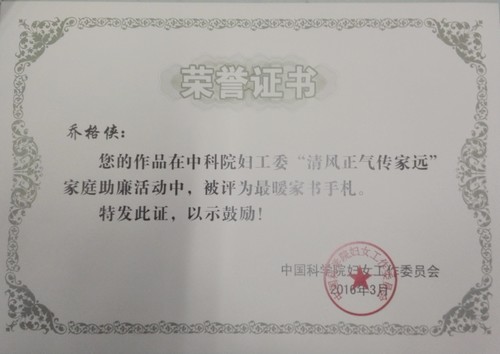 荣誉证书
乔格侠：
您的作品在中科院妇工委“清风正气传家远”
家庭助廉活动中，被评为最暖家书手札。
特发此证，以示鼓励！
中国科学院妇女工作委员会
2016年3月